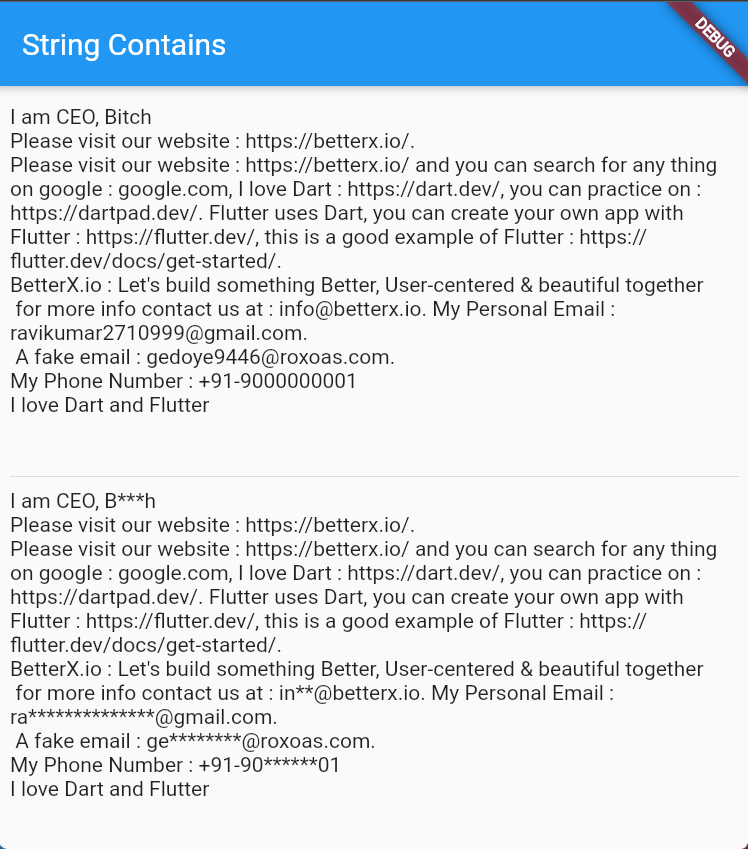 String Contains
DEBUG
I am CEO, Bitch
Please visit our website : https://betterx.io/.
Please visit our website : https://betterx.io/ and you can search for any thing
on google : google.com, I love Dart : https://dart.dev/, you can practice on :
https://dartpad.dev/. Flutter uses Dart, you can create your own app with
Flutter : https://flutter.dev/, this is a good example of Flutter : https://
flutter.dev/docs/get-started/.
BetterX.io : Let's build something Better, User-centered & beautiful together
for more info contact us at : info@betterx.io. My Personal Email :
ravikumar2710999@gmail.com.
A fake email : gedoye9446@roxoas.com.
My Phone Number : +91-9000000001
I love Dart and Flutter
I am CEO, B***h
Please visit our website : https://betterx.io/.
Please visit our website : https://betterx.io/ and you can search for any thing
on google : google.com, I love Dart : https://dart.dev/, you can practice on :
https://dartpad.dev/. Flutter uses Dart, you can create your own app with
Flutter : https://flutter.dev/, this is a good example of Flutter : https://
flutter.dev/docs/get-started/.
BetterX.io : Let's build something Better, User-centered & beautiful together
for more info contact us at : in**@betterx.io. My Personal Email :
ra**************@gmail.com.
A fake email : ge********@roxoas.com.
My Phone Number : +91-90******01
I love Dart and Flutter